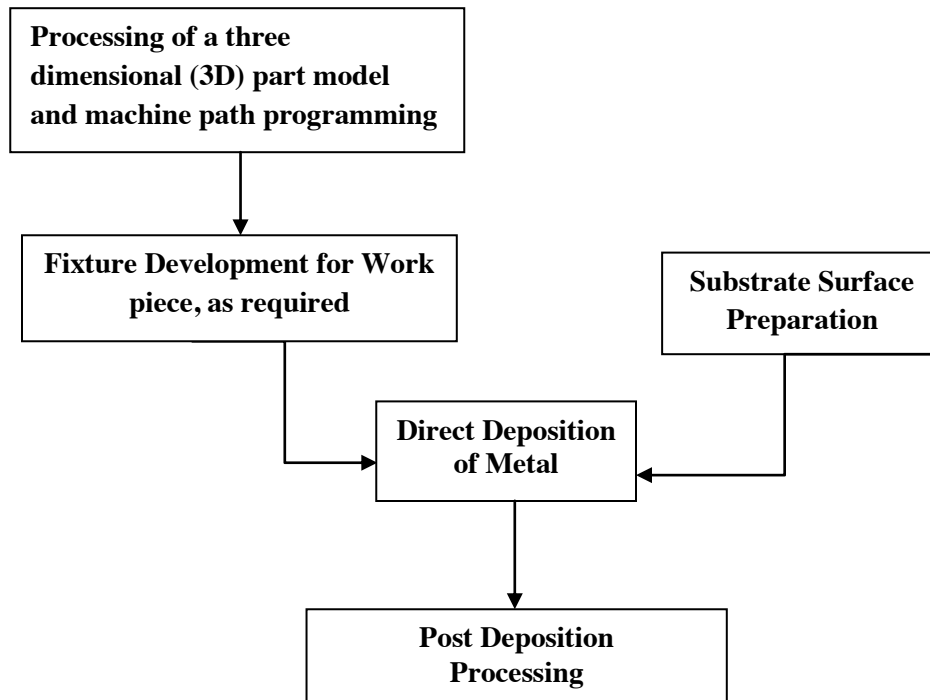 Processing of a three
dimensional (3D) part model
and machine path programming
Fixture Development for Work
piece, as required
Substrate Surface
Preparation
Direct Deposition
of Metal
Post Deposition
Processing